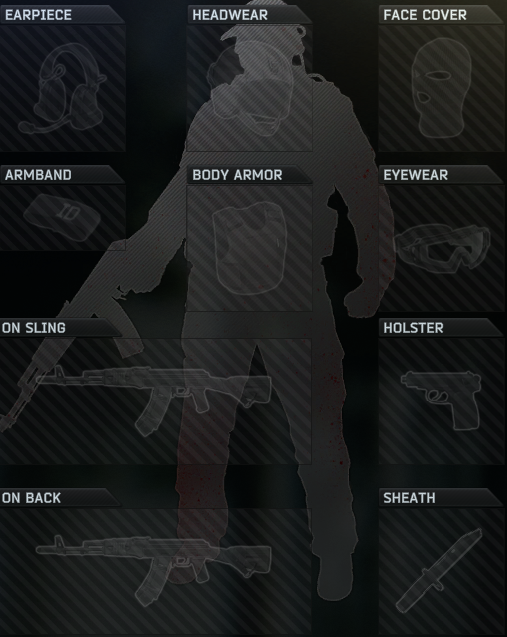 EARPIECE
HEADWEAR
FACE COVER
ARMBAND
BODY ARMOR
EYEWEAR
ON SLING
HOLSTER
ON BACK
SHEATH